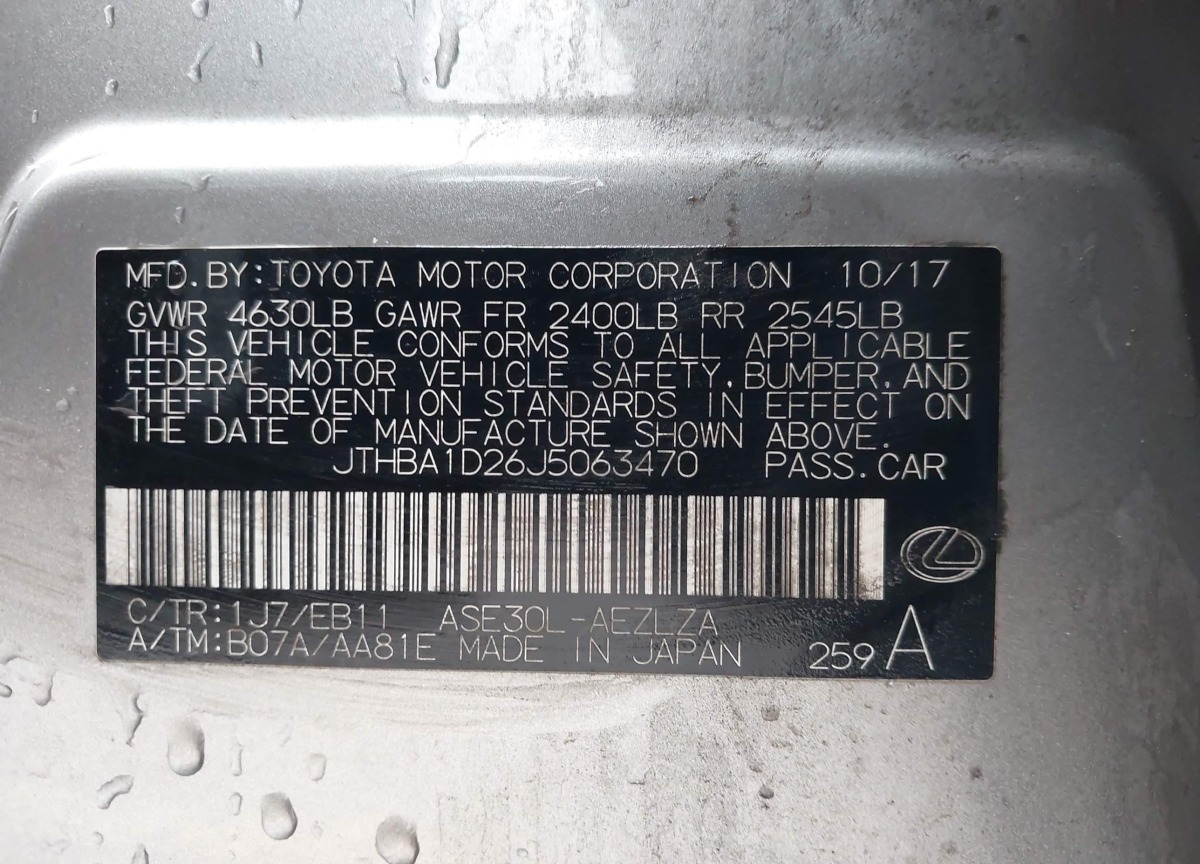 MFD.BY:TOYOTA MOTOR CORPORATION 10/17
GVWR 4630LB GAWR FR 2400LB RR 2545LB
THIS VEHICLE CONFORMS TO ALL APPLICABLE
FEDERAL MOTOR VEHICLE SAFETY,BUMPER,AND
THEFT PREVENTION STANDARDS IN EFFECT ON
THE DATE OF MANUFACTURE SHOWN ABOVE.
JTHBA1D26J5063470 PASS.CAR
C/TR:1J7/EB11 ASE30L-AEZLZA
A/TM:B07A/AA81E MADE IN JAPAN 259 A